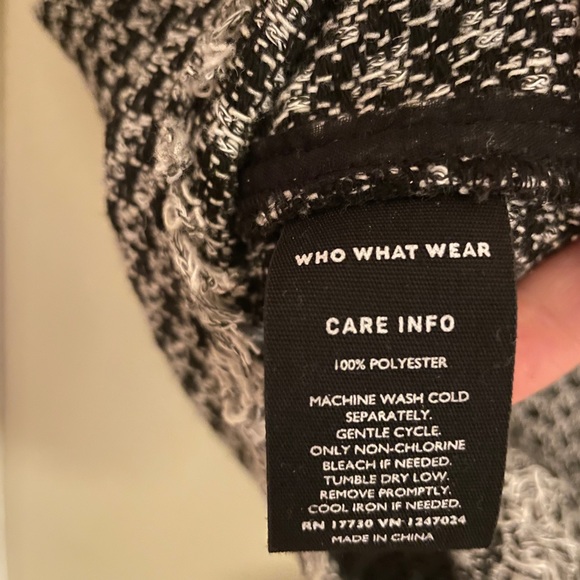 WHO WHAT WEAR
CARE INFO
100% POLYESTER
MACHINE WASH COLD
SEPARATELY.
GENTLE CYCLE.
ONLY NON-CHLORINE
BLEACH IF NEEDED.
TUMBLE DRY LOW.
REMOVE PROMPTLY.
COOL IRON IF NEEDED.
RN 17730 VN 1247024
MADE IN CHINA